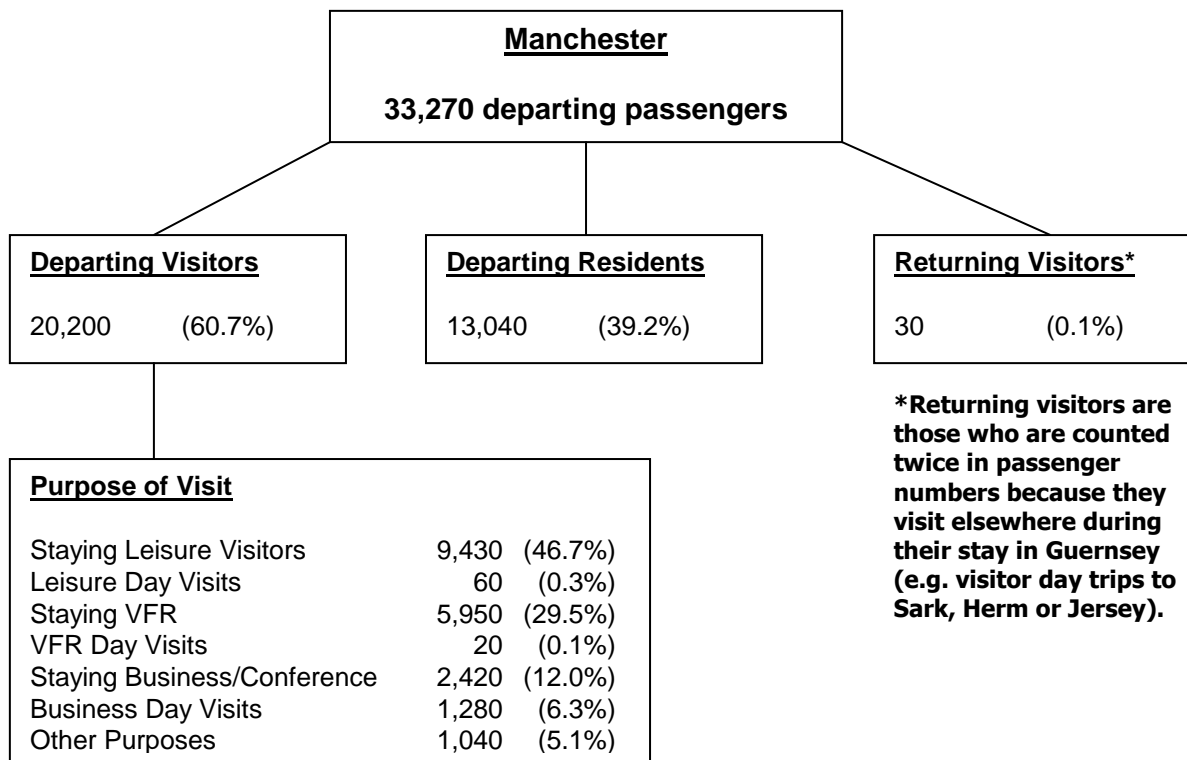 Manchester
33,270 departing passengers
Departing Visitors
20,200 (60.7%)
Departing Residents
13,040 (39.2%)
Returning Visitors*
30 (0.1%)
*Returning visitors are
those who are counted
twice in passenger
numbers because they
visit elsewhere during
their stay in Guernsey
(e.g. visitor day trips to
Sark, Herm or Jersey).
Purpose of Visit
Staying Leisure Visitors 9,430 (46.7%)
Leisure Day Visits 60 (0.3%)
Staying VFR 5,950 (29.5%)
VFR Day Visits 20 (0.1%)
Staying Business/Conference 2,420 (12.0%)
Business Day Visits 1,280 (6.3%)
Other Purposes 1,040 (5.1%)